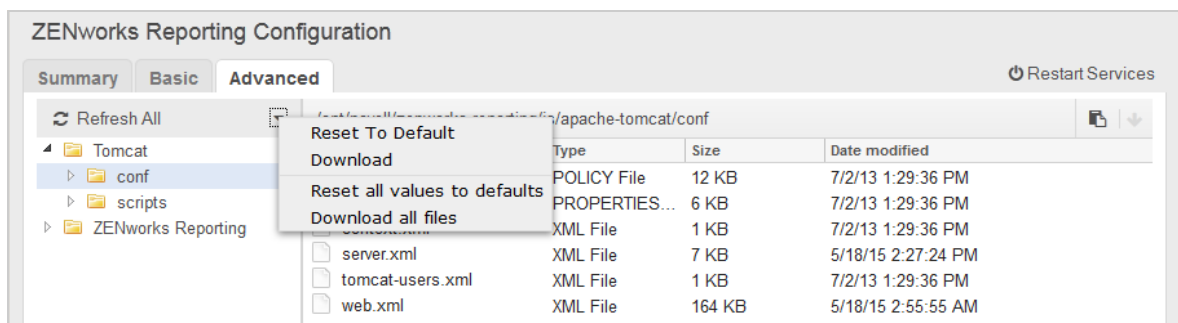 ZENworks Reporting Configuration
Summary Basic Advanced Restart Services
Refresh All /apache-tomcat/conf
Reset To Default
Download
Reset all values to defaults
Download all files
Type Size Date modified
Tomcat
conf POLICY File 12 KB 7/2/13 1:29:36 PM
scripts PROPERTIES... 6 KB 7/2/13 1:29:36 PM
ZENworks Reporting XML File 1 KB 7/2/13 1:29:36 PM
server.xml XML File 7 KB 5/18/15 2:27:24 PM
tomcat-users.xml XML File 1 KB 7/2/13 1:29:36 PM
web.xml XML File 164 KB 5/18/15 2:55:55 AM